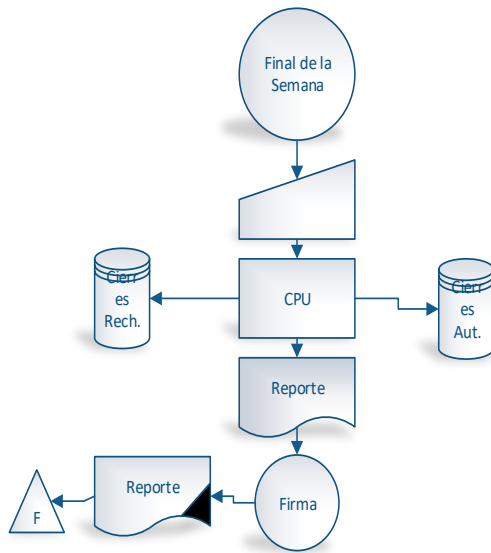 Final de la
Semana
CPU
Cierr
es
Rech.
Cierr
es
Aut.
Reporte
Reporte
Firma
F